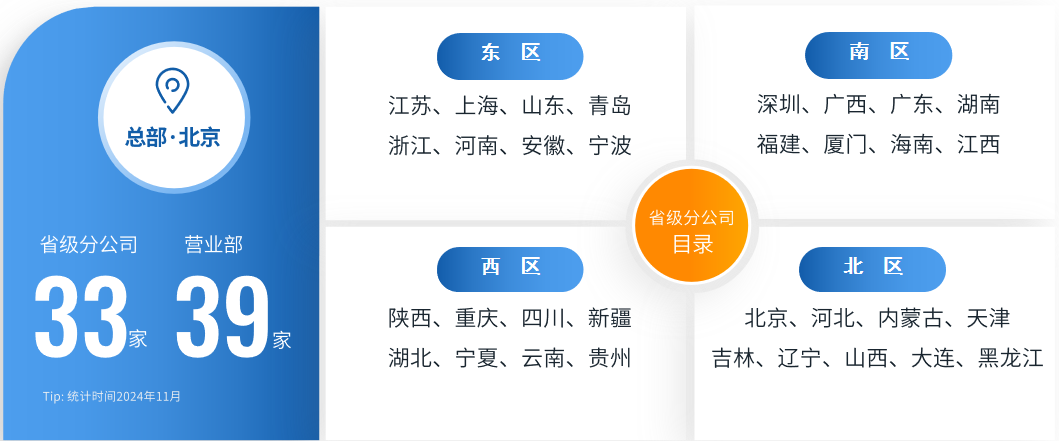 总部·北京
省级分公司
营业部
33家
39家
Tip: 统计时间2024年11月
东 区
江苏、上海、山东、青岛
浙江、河南、安徽、宁波
南 区
深圳、广西、广东、湖南
福建、厦门、海南、江西
省级分公司
目录
西 区
陕西、重庆、四川、新疆
湖北、宁夏、云南、贵州
北 区
北京、河北、内蒙古、天津
吉林、辽宁、山西、大连、黑龙江